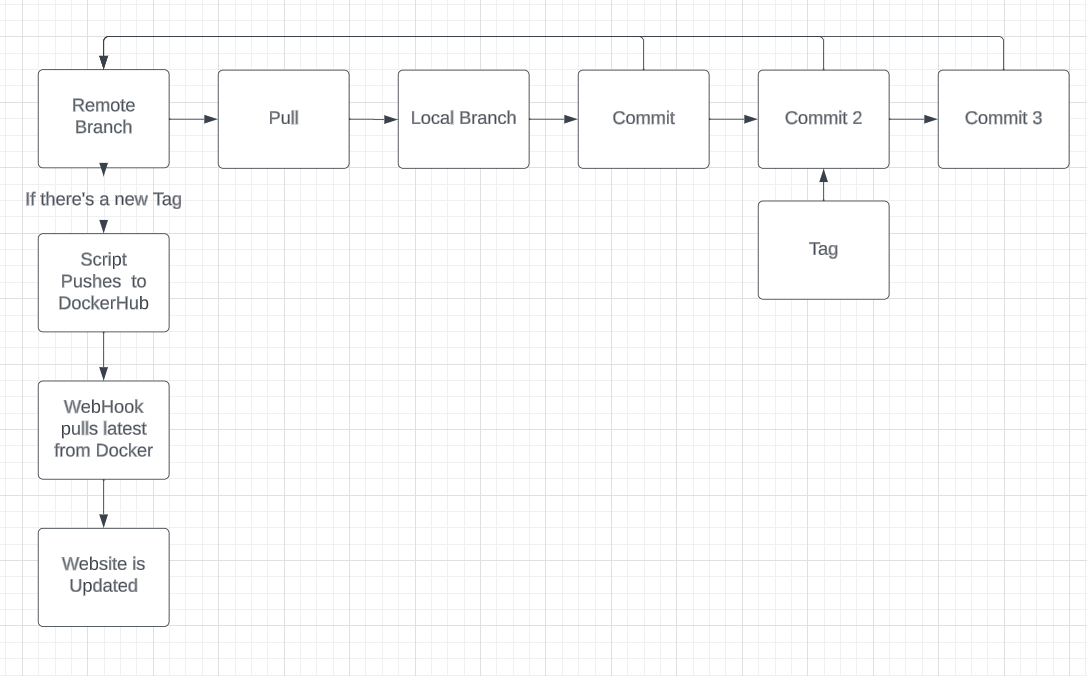 Remote
Branch
Pull
Local Branch
Commit
Commit 2
Commit 3
If there's a new Tag
Tag
Script
Pushes  to
DockerHub
WebHook
pulls latest
from Docker
Website is
Updated